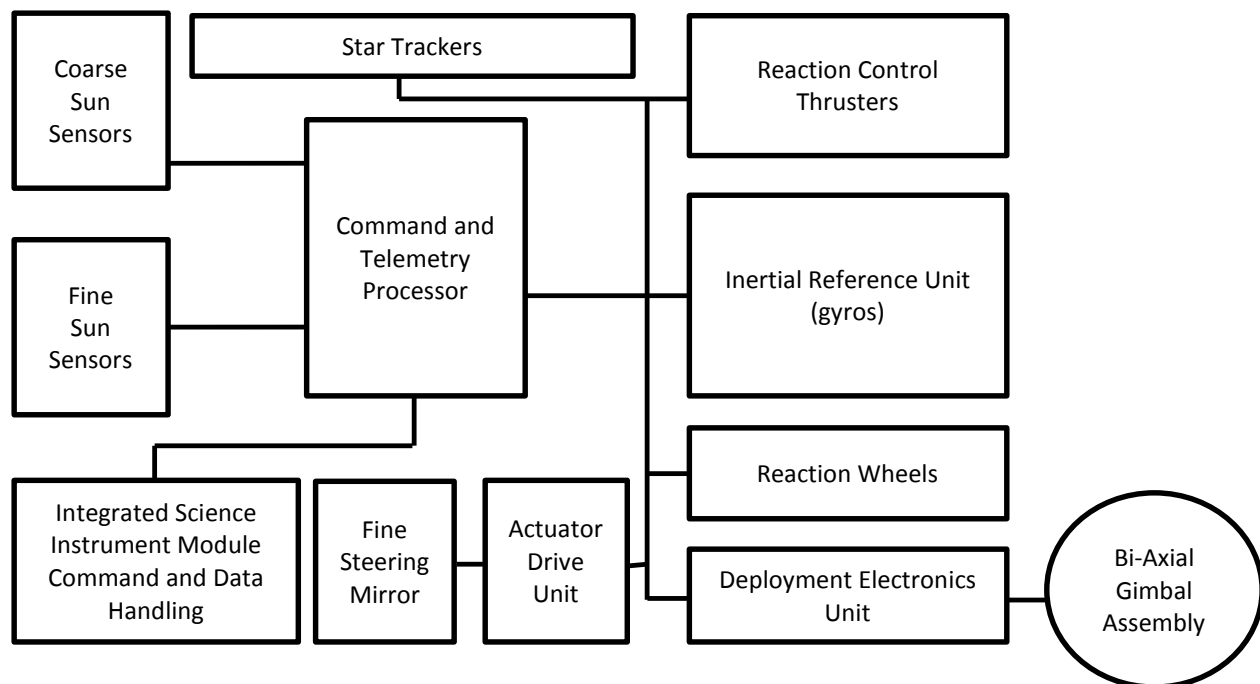 Coarse
Sun
Sensors
Star Trackers
Reaction Control
Thrusters
Command and
Telemetry
Processor
Fine
Sun
Sensors
Inertial Reference Unit
(gyros)
Reaction Wheels
Integrated Science
Instrument Module
Command and Data
Handling
Fine
Steering
Mirror
Actuator
Drive
Unit
Deployment Electronics
Unit
Bi-Axial
Gimbal
Assembly